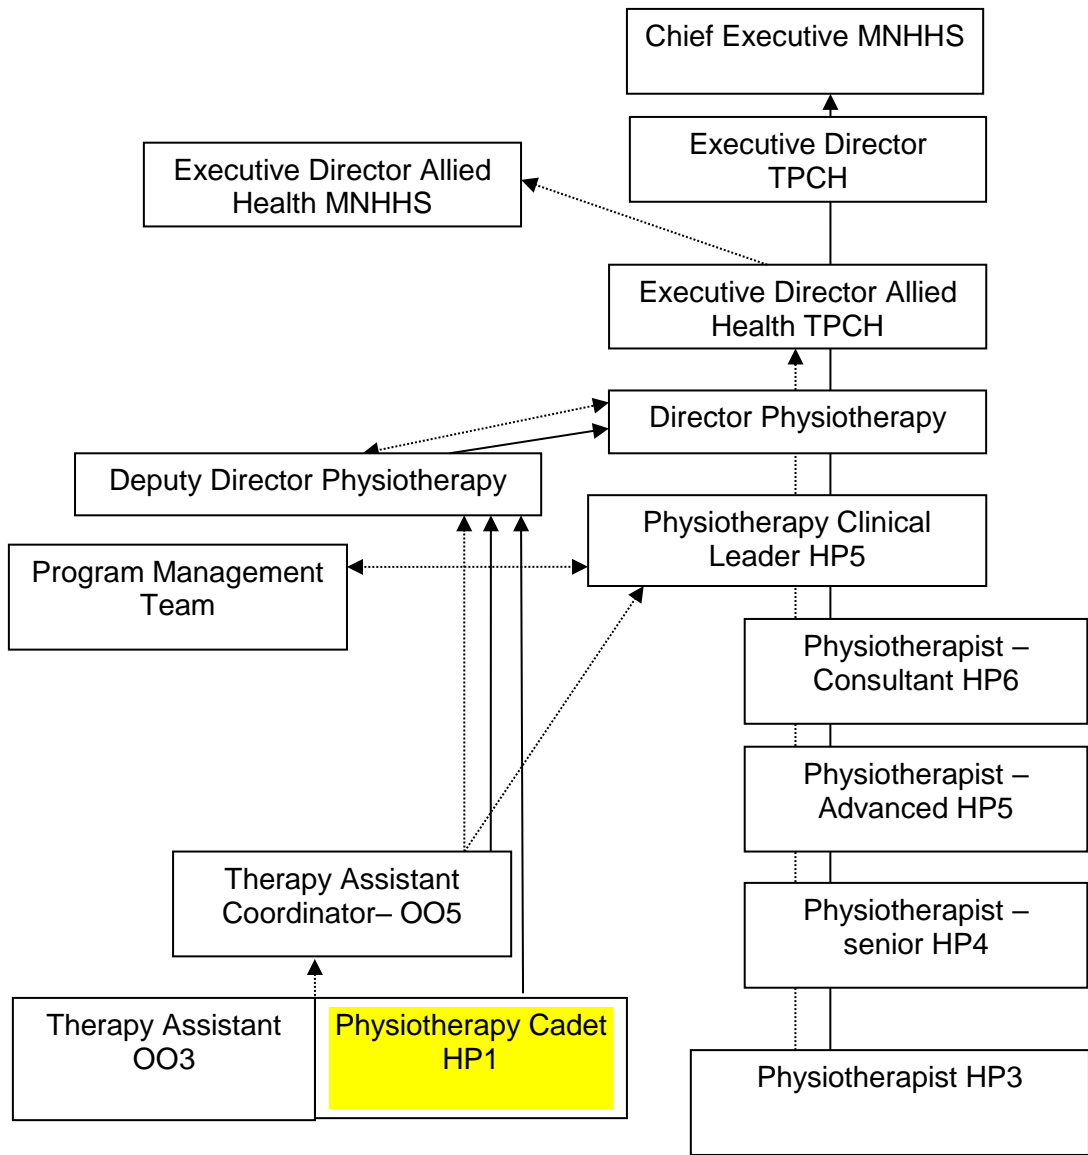 Chief Executive MNHHS
Executive Director
TPCH
Executive Director Allied
Health MNHHS
Executive Director Allied
Health TPCH
Director Physiotherapy
Deputy Director Physiotherapy
Physiotherapy Clinical
Leader HP5
Program Management
Team
Physiotherapist –
Consultant HP6
Physiotherapist –
Advanced HP5
Therapy Assistant
Coordinator– OO5
Physiotherapist –
senior HP4
Therapy Assistant
OO3
Physiotherapy Cadet
HP1
Physiotherapist HP3